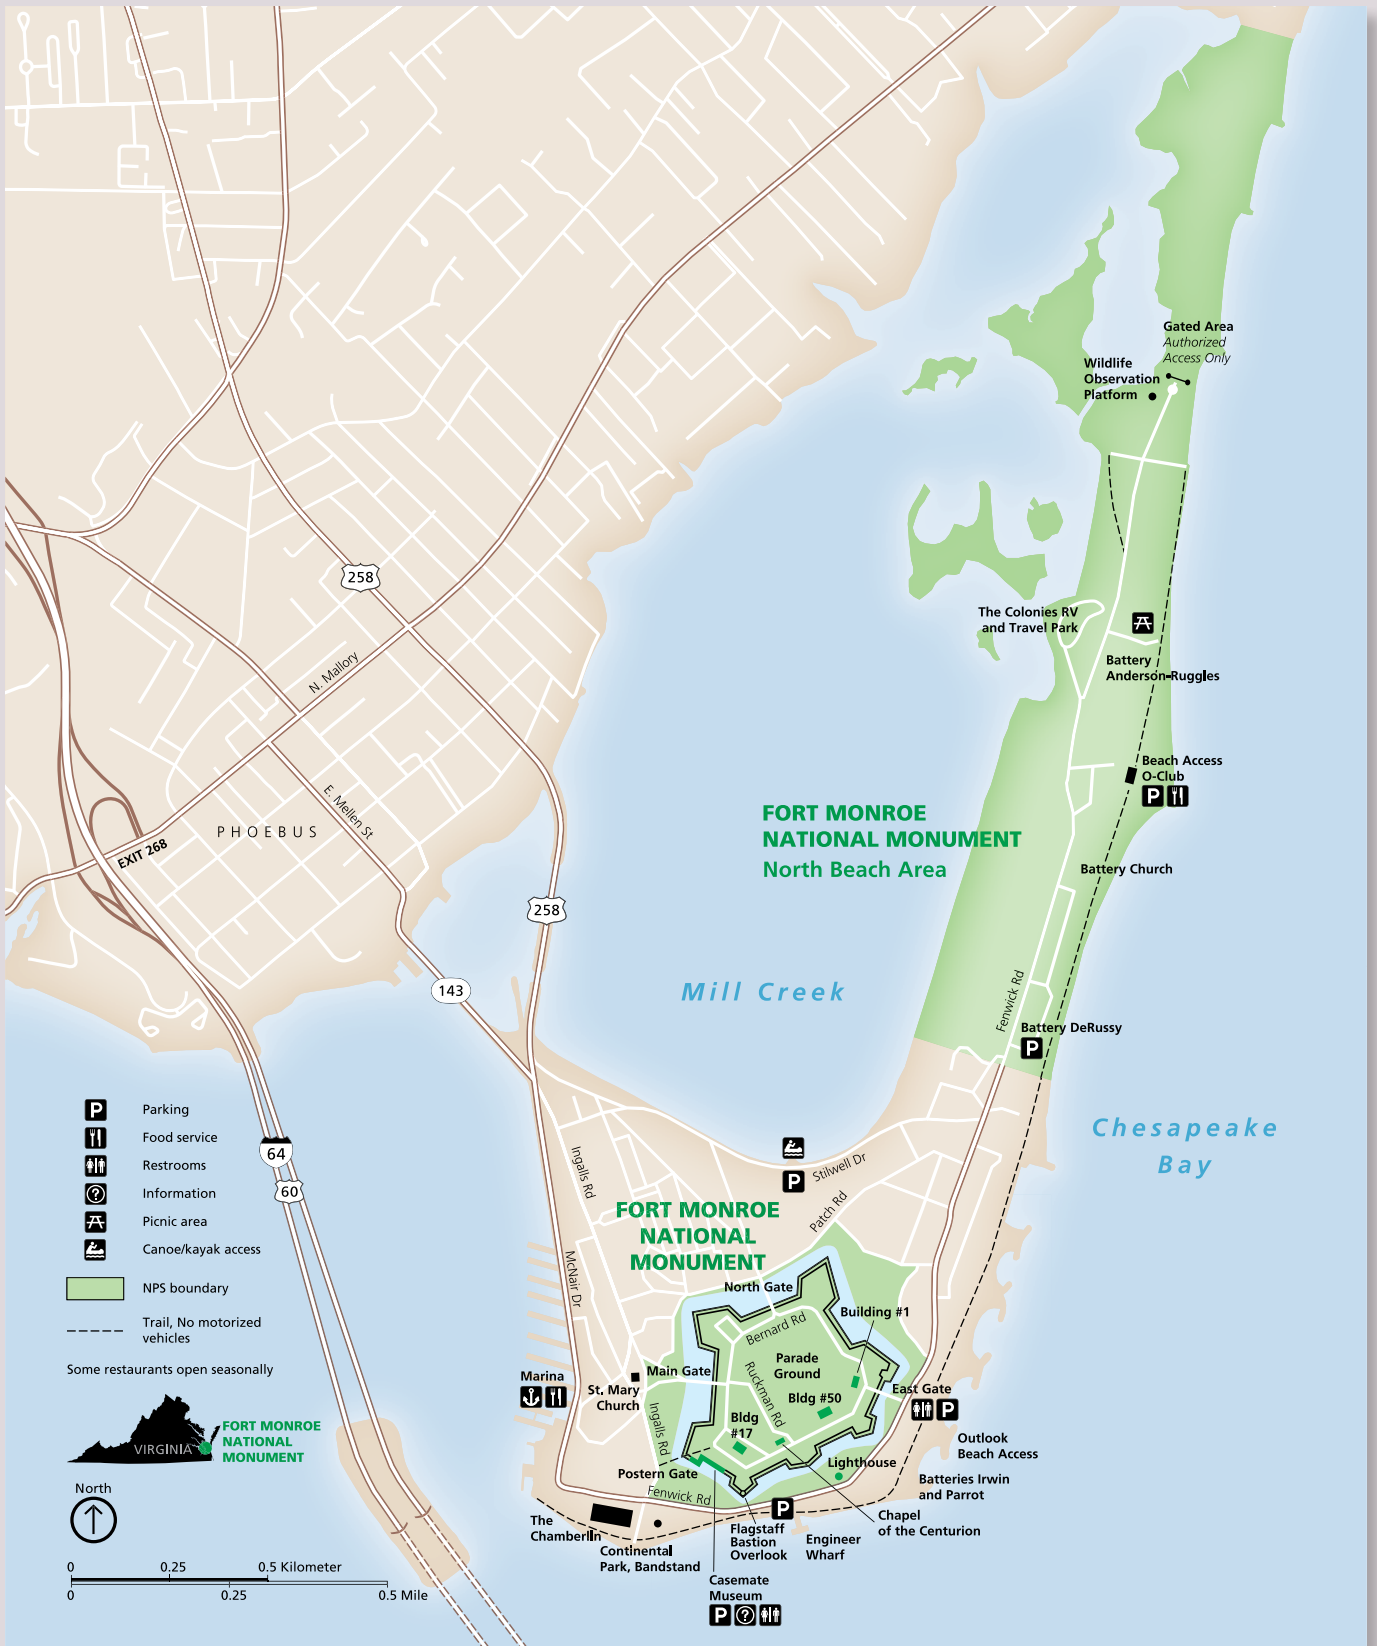 Gated Area
Authorized
Access Only
Wildlife
Observation
Platform
258
The Colonies RV
and Travel Park
N. Mallory
Battery
Anderson-Ruggles
Beach Access
O-Club
P
E. Mellen St
PHOEBUS
EXIT 268
FORT MONROE
NATIONAL MONUMENT
North Beach Area
Battery Church
258
143
Mill Creek
Fenwick Rd
Battery DeRussy
P
Chesapeake
Bay
P
Parking
Food service
Restrooms
?
Information
Picnic area
Canoe/kayak access
NPS boundary
Trail, No motorized
vehicles
Some restaurants open seasonally
64
60
Ingalls Rd
P
Stilwell Dr
Patch Rd
FORT MONROE
NATIONAL
MONUMENT
McNair Dr
North Gate
Building #1
Bernard Rd
Parade
Ground
Ruckman Rd
Main Gate
Marina
St. Mary
Church
Bldg #50
East Gate
P
Bldg
#17
Ingalls Rd
Outlook
Beach Access
Lighthouse
Postern Gate
Batteries Irwin
and Parrot
Fenwick Rd
P
VIRGINIA
FORT MONROE
NATIONAL
MONUMENT
North
The
Chamberlin
Continental
Park, Bandstand
Flagstaff
Bastion
Overlook
Engineer
Wharf
Chapel
of the Centurion
Casemate
Museum
P ?
0 0.25 0.5 Kilometer
0 0.25 0.5 Mile